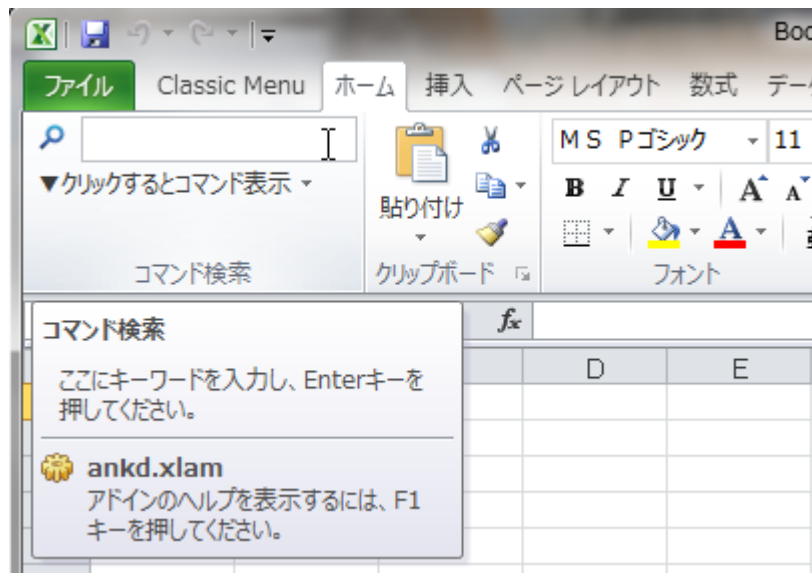 Boo
ファイル Classic Menu ホーム 挿入 ページ レイアウト 数式 デー
MS Pゴシック 11
▼クリックするとコマンド表示
貼り付け
B I U A A
A
コマンド検索 クリップボード フォント
fx
コマンド検索
ここにキーワードを入力し、Enterキーを
押してください。
D E
ankd.xlam
アドインのヘルプを表示するには、F1
キーを押してください。